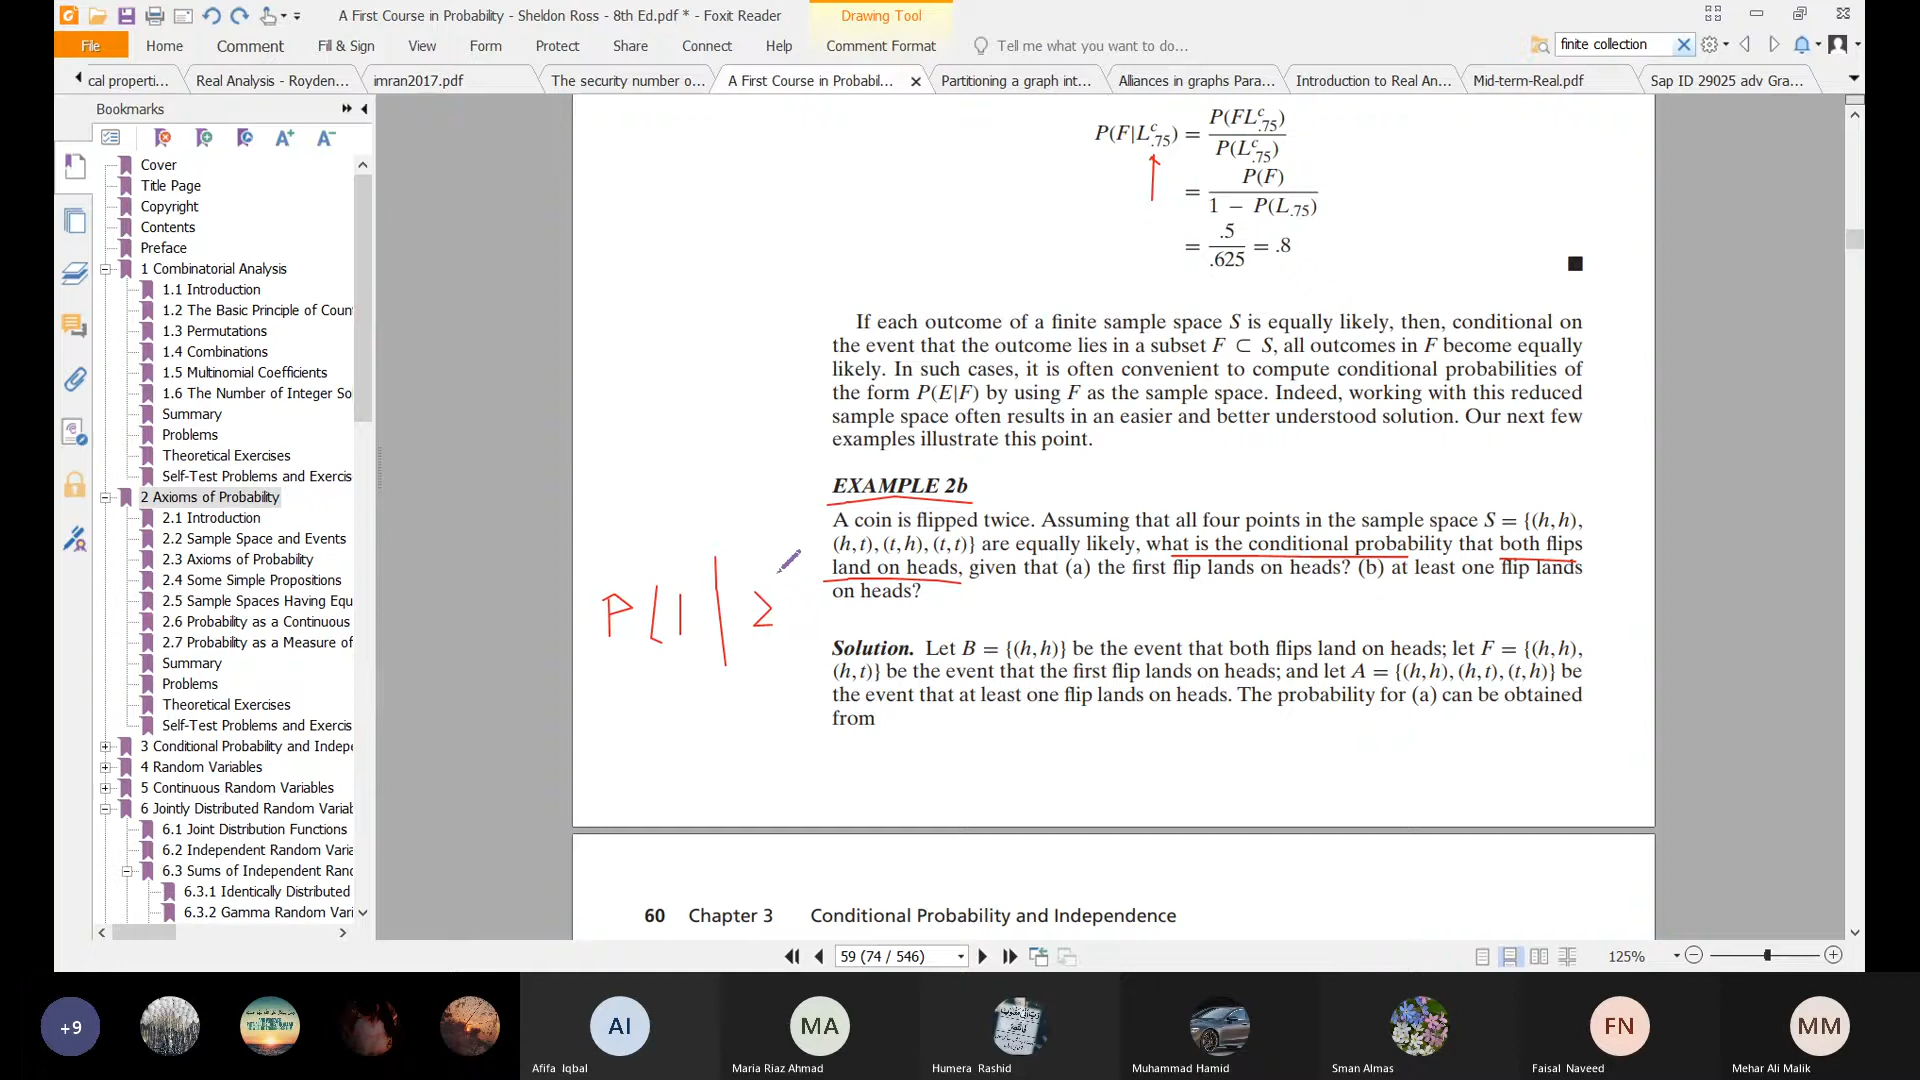 A First Course in Probability - Sheldon Ross - 8th Ed.pdf * - Foxit Reader
Drawing Tool
File Home Comment Fill & Sign View Form Protect Share Connect Help Comment Format Tell me what you want to do... finite collection
cal properti... Real Analysis - Royden... imran2017.pdf The security number o... A First Course in Probabil... Partitioning a graph int... Alliances in graphs Para... Introduction to Real An... Mid-term-Real.pdf Sap ID 29025 adv Gra...
Bookmarks
Cover
Title Page
Copyright
Contents
Preface
1 Combinatorial Analysis
1.1 Introduction
1.2 The Basic Principle of Coun
1.3 Permutations
1.4 Combinations
1.5 Multinomial Coefficients
1.6 The Number of Integer So
Summary
Problems
Theoretical Exercises
Self-Test Problems and Exercis
2 Axioms of Probability
2.1 Introduction
2.2 Sample Space and Events
2.3 Axioms of Probability
2.4 Some Simple Propositions
2.5 Sample Spaces Having Equ
2.6 Probability as a Continuous
2.7 Probability as a Measure of
Summary
Problems
Theoretical Exercises
Self-Test Problems and Exercis
3 Conditional Probability and Indepe
4 Random Variables
5 Continuous Random Variables
6 Jointly Distributed Random Variab
6.1 Joint Distribution Functions
6.2 Independent Random Varia
6.3 Sums of Independent Rand
6.3.1 Identically Distributed
6.3.2 Gamma Random Vari
P(F|L^c_.75) = P(FL^c_.75) / P(L^c_.75)
= P(F) / 1 − P(L_.75)
= .5 / .625 = .8
If each outcome of a finite sample space S is equally likely, then, conditional on
the event that the outcome lies in a subset F ⊂ S, all outcomes in F become equally
likely. In such cases, it is often convenient to compute conditional probabilities of
the form P(E|F) by using F as the sample space. Indeed, working with this reduced
sample space often results in an easier and better understood solution. Our next few
examples illustrate this point.
EXAMPLE 2b
A coin is flipped twice. Assuming that all four points in the sample space S = {(h, h),
(h, t), (t, h), (t, t)} are equally likely, what is the conditional probability that both flips
land on heads, given that (a) the first flip lands on heads? (b) at least one flip lands
on heads?
P ( 1 | 2
Solution. Let B = {(h, h)} be the event that both flips land on heads; let F = {(h, h),
(h, t)} be the event that the first flip lands on heads; and let A = {(h, h), (h, t), (t, h)} be
the event that at least one flip lands on heads. The probability for (a) can be obtained
from
60 Chapter 3 Conditional Probability and Independence
59 (74 / 546) 125%
+9 AI MA FN MM
Afifa Iqbal Maria Riaz Ahmad Humera Rashid Muhammad Hamid Sman Almas Faisal Naveed Mehar Ali Malik